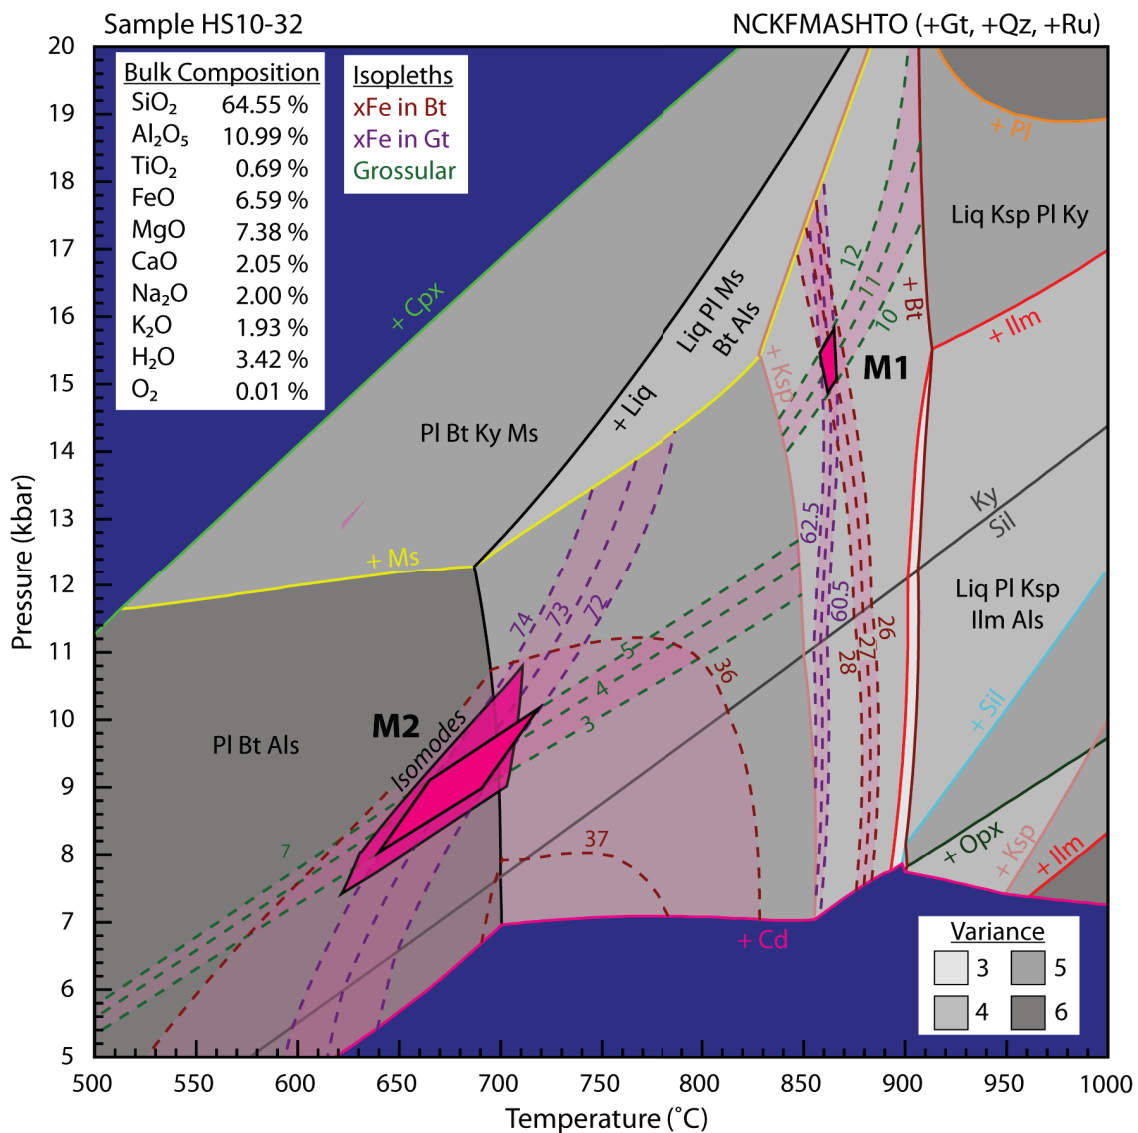 Sample HS10-32
NCKFMASHTO (+Gt, +Qz, +Ru)
Bulk Composition
SiO₂ 64.55 %
Al₂O₅ 10.99 %
TiO₂ 0.69 %
FeO 6.59 %
MgO 7.38 %
CaO 2.05 %
Na₂O 2.00 %
K₂O 1.93 %
H₂O 3.42 %
O₂ 0.01 %
Isopleths
xFe in Bt
xFe in Gt
Grossular
+ Pl
Liq Ksp Pl Ky
+ Cpx
Liq Pl Ms
Bt Als
12
11
10
+ Bt
+ Ilm
+ Ksp
M1
+ Liq
Pl Bt Ky Ms
Ky
Sil
62.5
60.5
+ Ms
74
73
72
Liq Pl Ksp
Ilm Als
26
27
28
5
4
3
36
M2
Isomodes
Pl Bt Als
+ Sil
7
37
+ Opx
+ Ksp
+ Ilm
+ Cd
Variance
3
5
4
6
20
19
18
17
16
15
14
13
12
11
10
9
8
7
6
5
Pressure (kbar)
500 550 600 650 700 750 800 850 900 950 1000
Temperature (˚C)